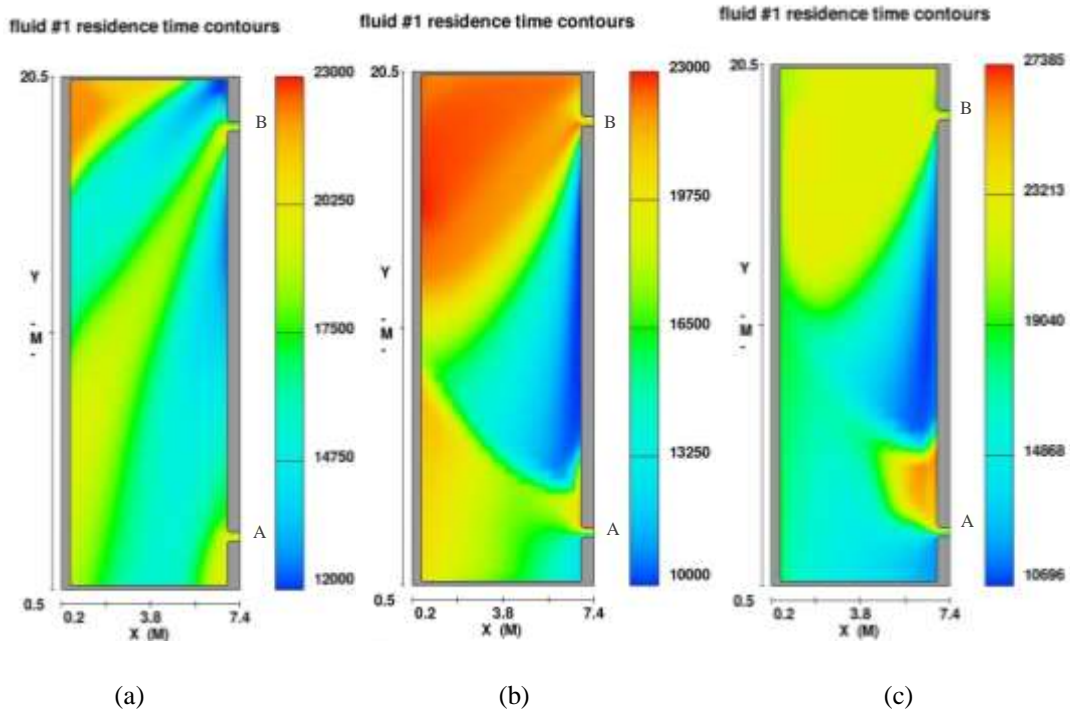 fluid #1 residence time contours
20.5
Y
-
M
-
0.5
0.2 3.8 7.4
X (M)
B
A
23000
20250
17500
14750
12000
(a)
fluid #1 residence time contours
20.5
Y
-
M
-
0.5
0.2 3.8 7.4
X (M)
B
A
23000
19750
16500
13250
10000
(b)
fluid #1 residence time contours
20.5
Y
-
M
-
0.5
0.2 3.8 7.4
X (M)
B
A
27385
23213
19040
14868
10696
(c)